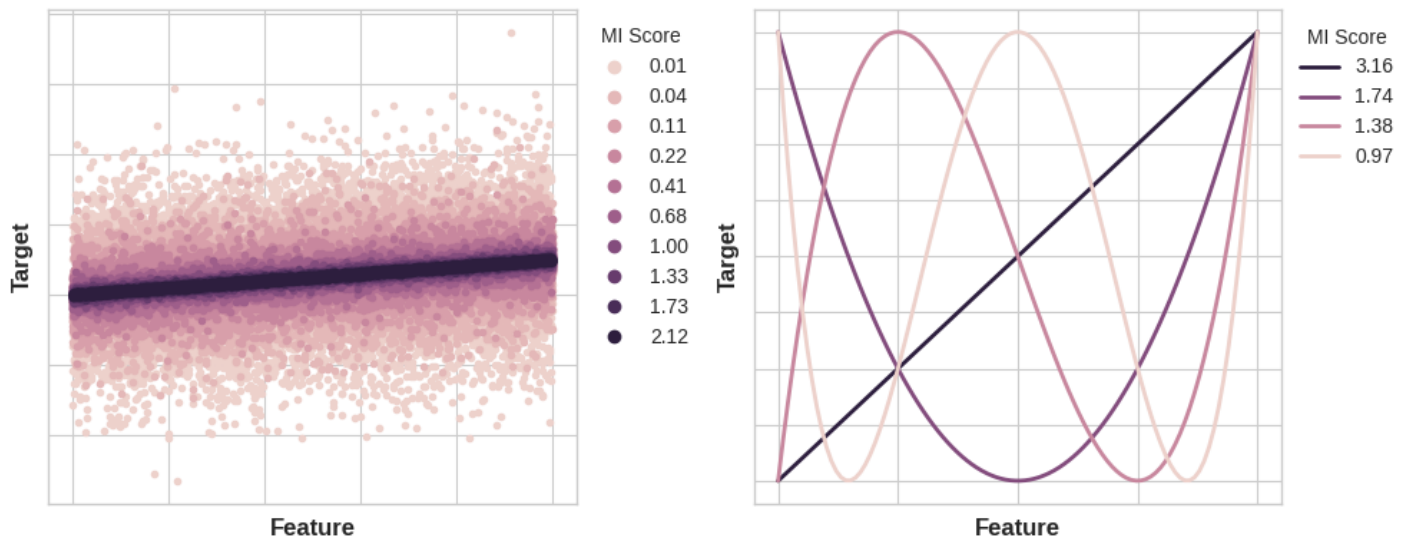 MI Score
0.01
0.04
0.11
0.22
0.41
0.68
1.00
1.33
1.73
2.12
Target
Feature
MI Score
3.16
1.74
1.38
0.97
Target
Feature